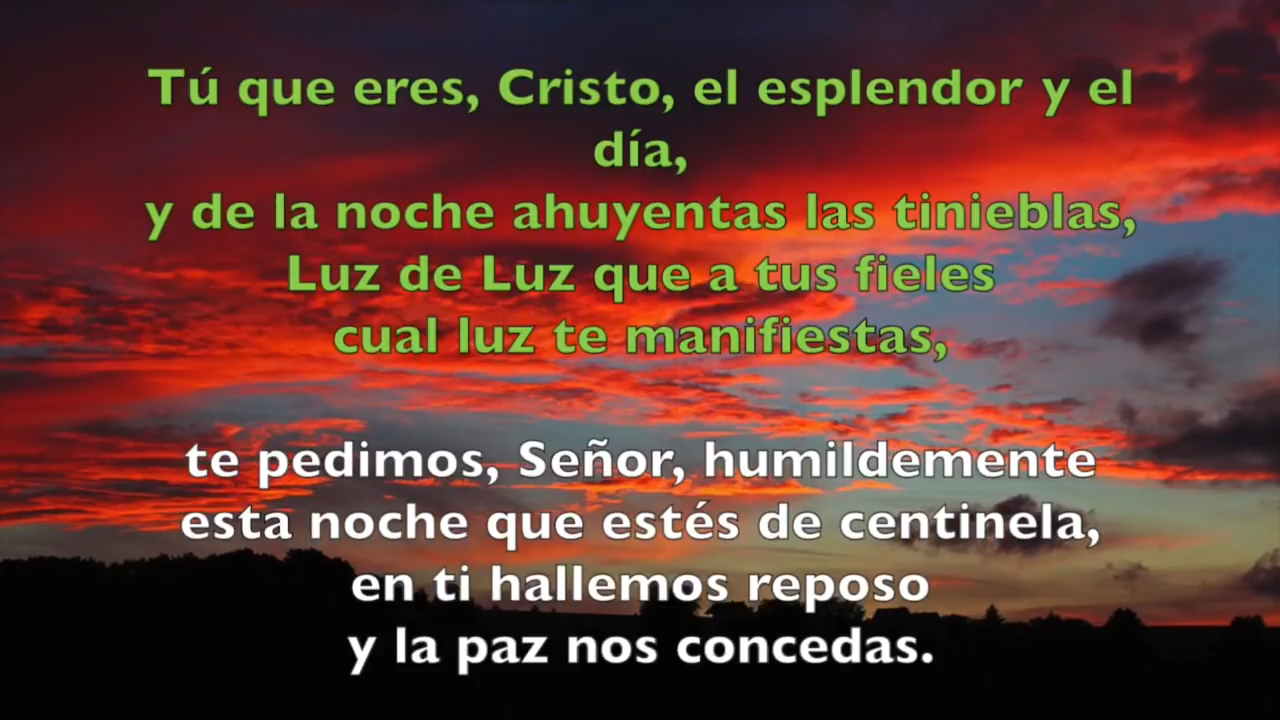 Tú que eres, Cristo, el esplendor y el
día,
y de la noche ahuyentas las tinieblas,
Luz de Luz que a tus fieles
cual luz te manifiestas,
te pedimos, Señor, humildemente
esta noche que estés de centinela,
en ti hallemos reposo
y la paz nos concedas.